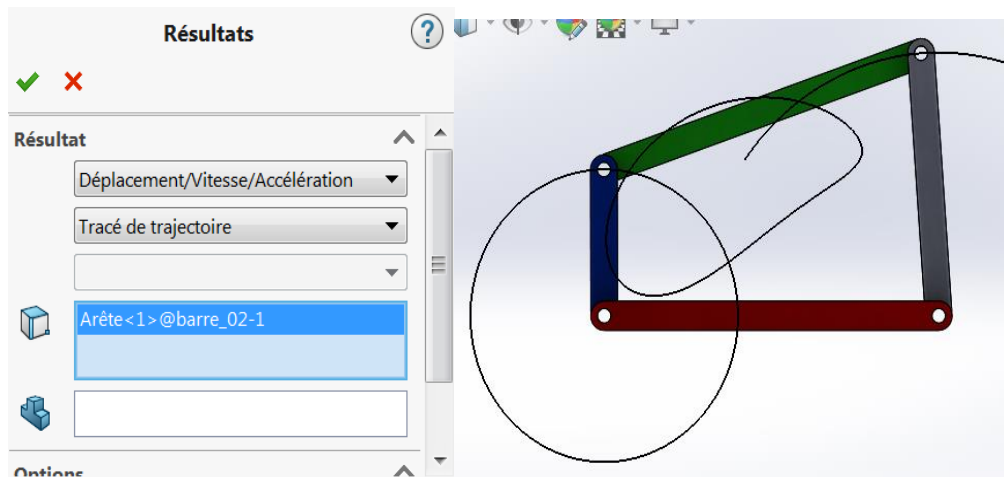 Résultats
?
Résultat
Déplacement/Vitesse/Accélération
Tracé de trajectoire
Arête<1>@barre_02-1
Options